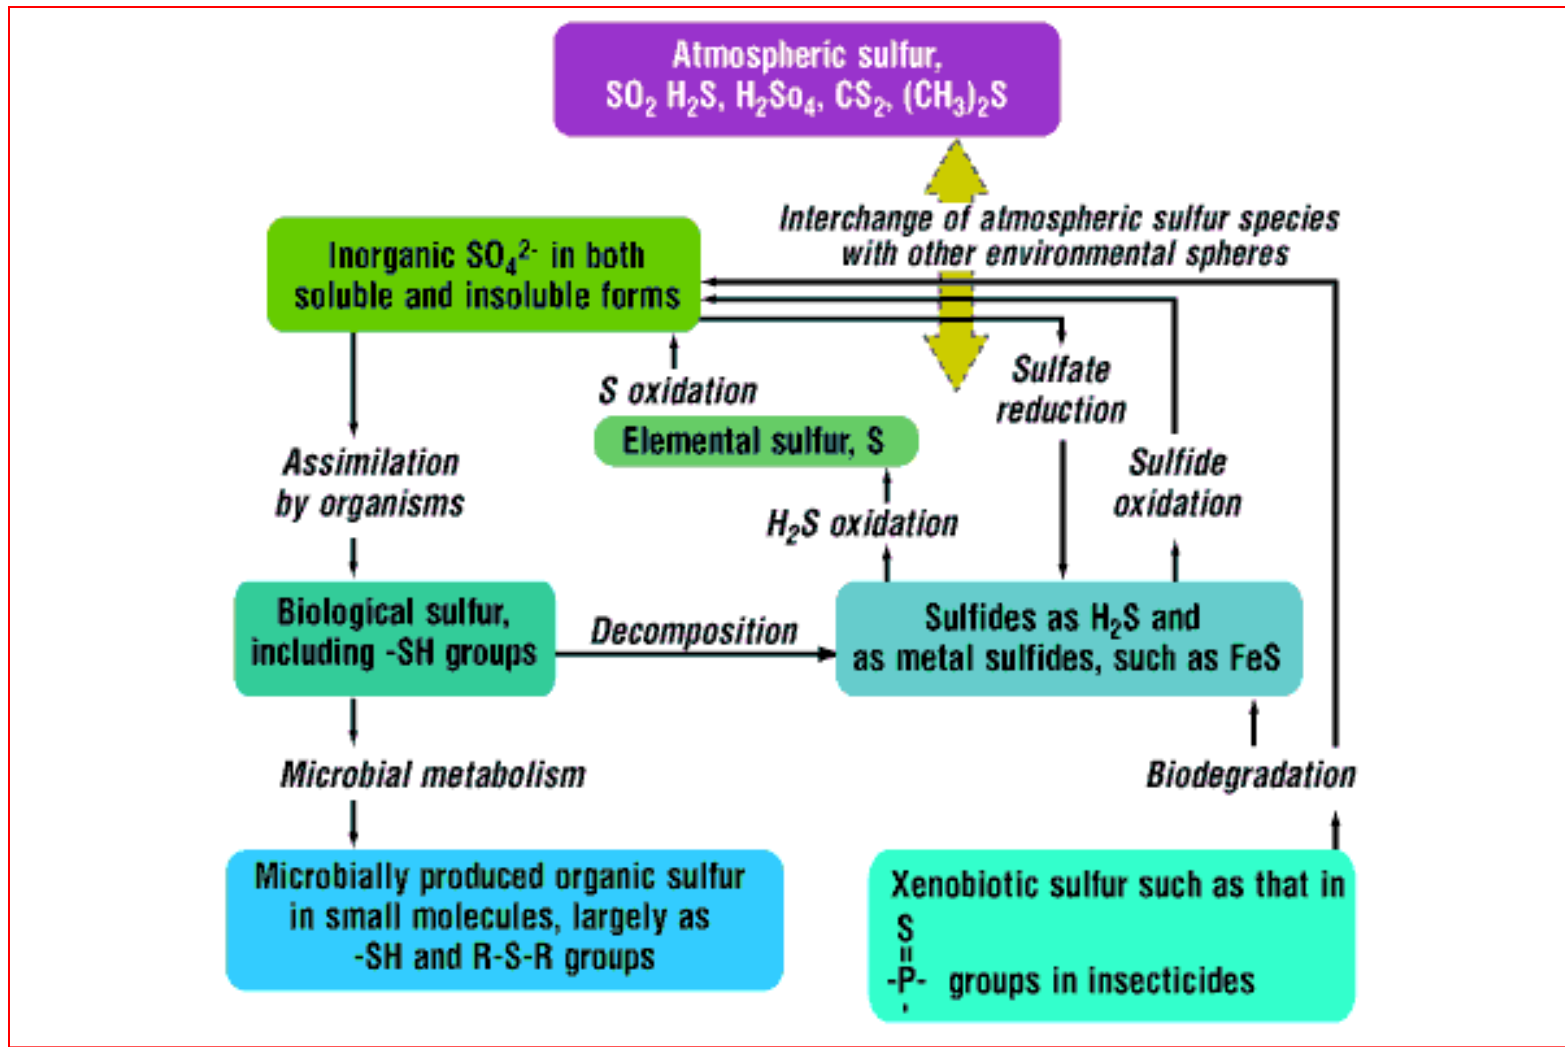 Atmospheric sulfur,
SO₂ H₂S, H₂So₄, CS₂, (CH₃)₂S
Interchange of atmospheric sulfur species
with other environmental spheres
Inorganic SO₄²⁻ in both
soluble and insoluble forms
S oxidation
Sulfate
reduction
Elemental sulfur, S
Assimilation
by organisms
Sulfide
oxidation
H₂S oxidation
Biological sulfur,
including -SH groups
Decomposition
Sulfides as H₂S and
as metal sulfides, such as FeS
Microbial metabolism
Biodegradation
Microbially produced organic sulfur
in small molecules, largely as
-SH and R-S-R groups
Xenobiotic sulfur such as that in
S
=
-P- groups in insecticides